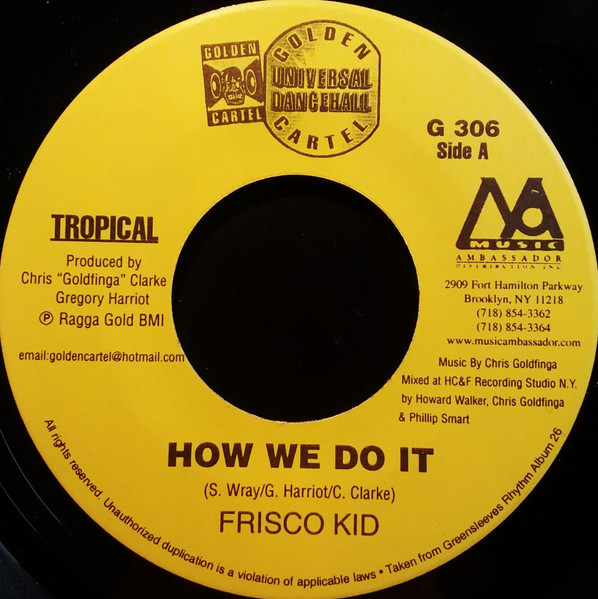 GOLDEN
CARTEL
GOLDEN
UNIVERSAL
DANCEHALL
CARTEL
G 306
Side A
TROPICAL
Produced by
Chris "Goldfinga" Clarke
Gregory Harriot
℗ Ragga Gold BMI
email:goldencartel@hotmail.com
MUSIC
AMBASSADOR
DISTRIBUTION INC.
2909 Fort Hamilton Parkway
Brooklyn, NY 11218
(718) 854-3362
(718) 854-3364
www.musicambassador.com
Music By Chris Goldfinga
Mixed at HC&F Recording Studio N.Y.
by Howard Walker, Chris Goldfinga
& Phillip Smart
HOW WE DO IT
(S. Wray/G. Harriot/C. Clarke)
FRISCO KID
All rights reserved. Unauthorized duplication is a violation of applicable laws • Taken from Greensleeves Rhythm Album 26